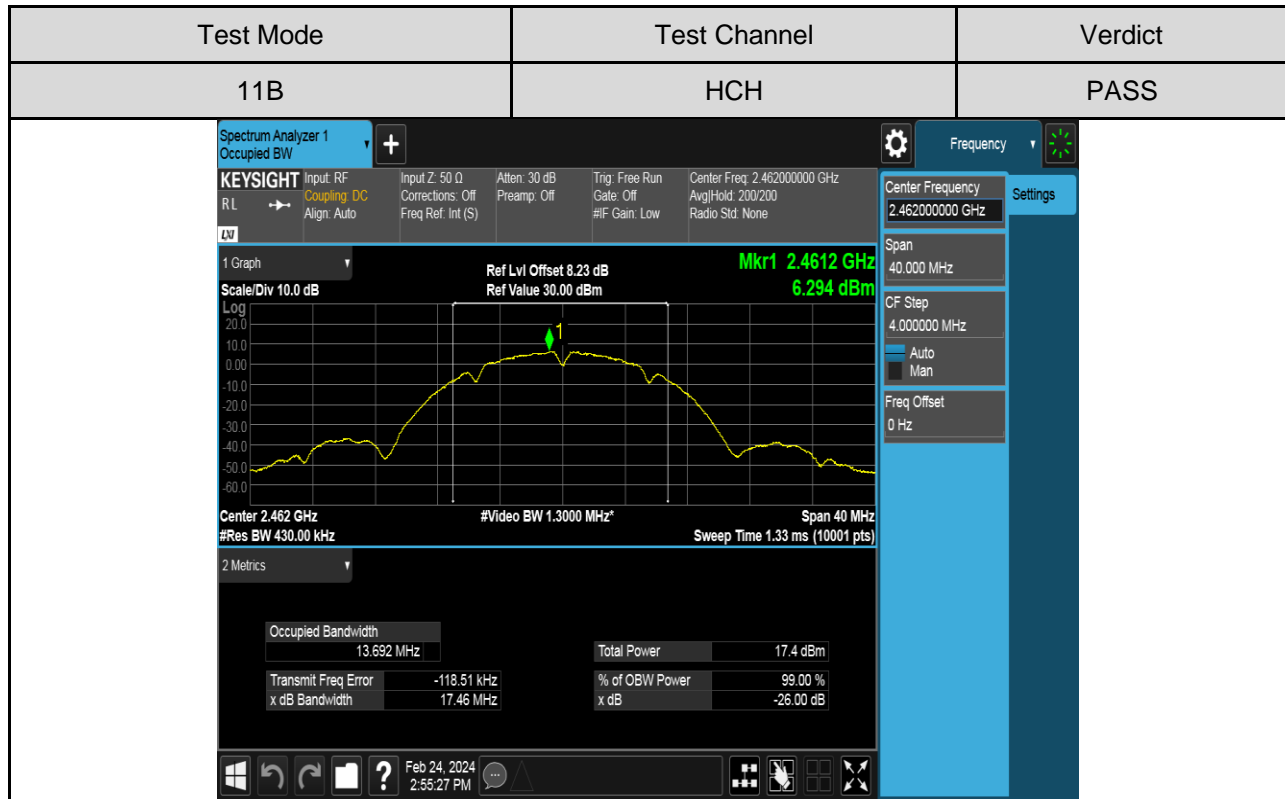 Test Mode Test Channel Verdict
11B HCH PASS
Spectrum Analyzer 1
Occupied BW
+
Frequency
KEYSIGHT
RL
LXI
Input: RF
Coupling: DC
Align: Auto
Input Z: 50 Ω
Corrections: Off
Freq Ref: Int (S)
Atten: 30 dB
Preamp: Off
Trig: Free Run
Gate: Off
#IF Gain: Low
Center Freq: 2.462000000 GHz
Avg|Hold: 200/200
Radio Std: None
Center Frequency
2.462000000 GHz
Settings
Span
40.000 MHz
CF Step
4.000000 MHz
Auto
Man
Freq Offset
0 Hz
1 Graph
Scale/Div 10.0 dB
Ref Lvl Offset 8.23 dB
Ref Value 30.00 dBm
Mkr1 2.4612 GHz
6.294 dBm
Log
20.0
10.0
0.00
-10.0
-20.0
-30.0
-40.0
-50.0
-60.0
1
Center 2.462 GHz #Video BW 1.3000 MHz* Span 40 MHz
#Res BW 430.00 kHz Sweep Time 1.33 ms (10001 pts)
2 Metrics
Occupied Bandwidth
13.692 MHz
Total Power 17.4 dBm
Transmit Freq Error -118.51 kHz % of OBW Power 99.00 %
x dB Bandwidth 17.46 MHz x dB -26.00 dB
?
Feb 24, 2024
2:55:27 PM